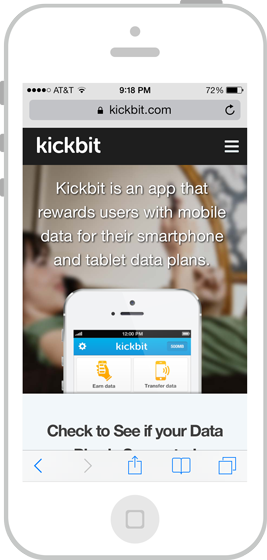 AT&T 9:18 PM 72%
kickbit.com
kickbit
Kickbit is an app that
rewards users with mobile
data for their smartphone
and tablet data plans.
12:00 PM
kickbit
Earn data Transfer data
Check to See if your Data